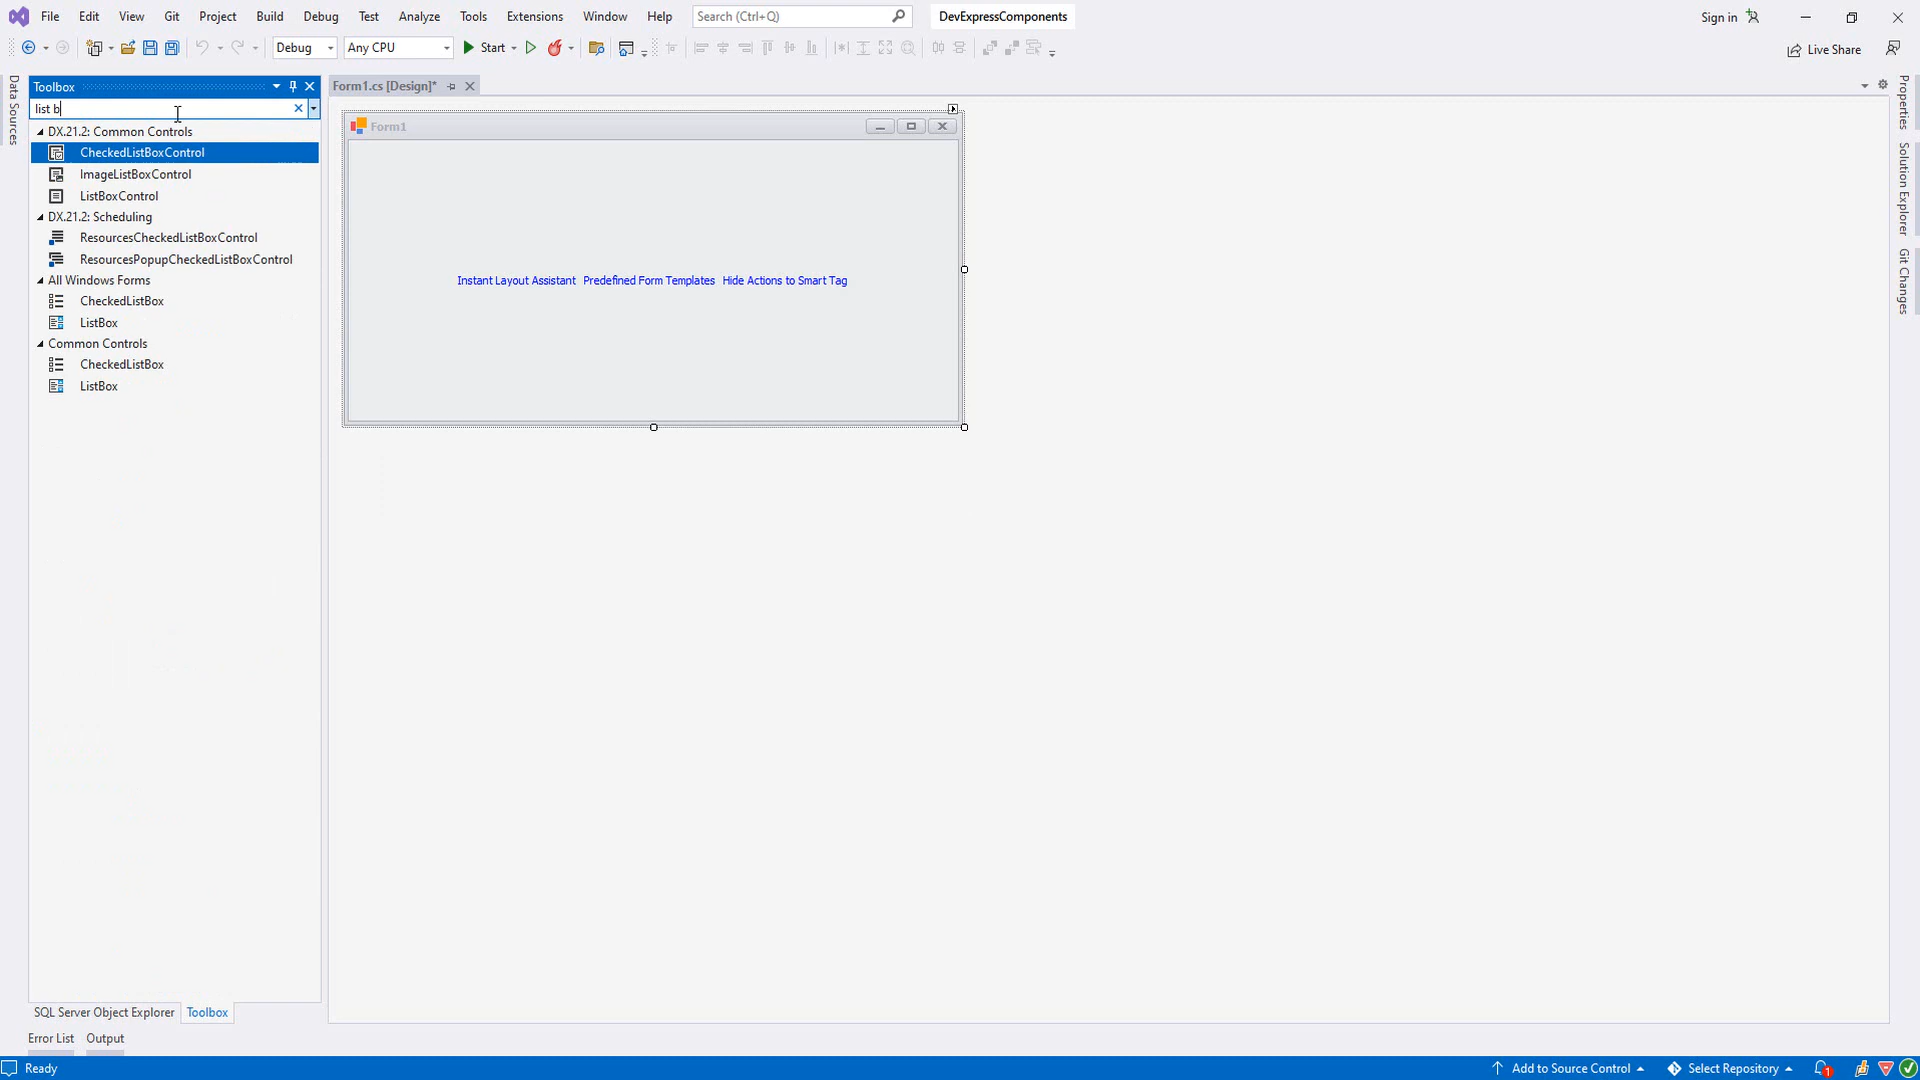 File Edit View Git Project Build Debug Test Analyze Tools Extensions Window Help Search (Ctrl+Q) DevExpressComponents Sign in
Debug Any CPU Start Live Share
Data Sources
Toolbox
list b
DX.21.2: Common Controls
CheckedListBoxControl
ImageListBoxControl
ListBoxControl
DX.21.2: Scheduling
ResourcesCheckedListBoxControl
ResourcesPopupCheckedListBoxControl
All Windows Forms
CheckedListBox
ListBox
Common Controls
CheckedListBox
ListBox
SQL Server Object Explorer Toolbox
Form1.cs [Design]*
Form1
Instant Layout Assistant Predefined Form Templates Hide Actions to Smart Tag
Properties
Solution Explorer
Git Changes
Error List Output
Ready Add to Source Control Select Repository 1